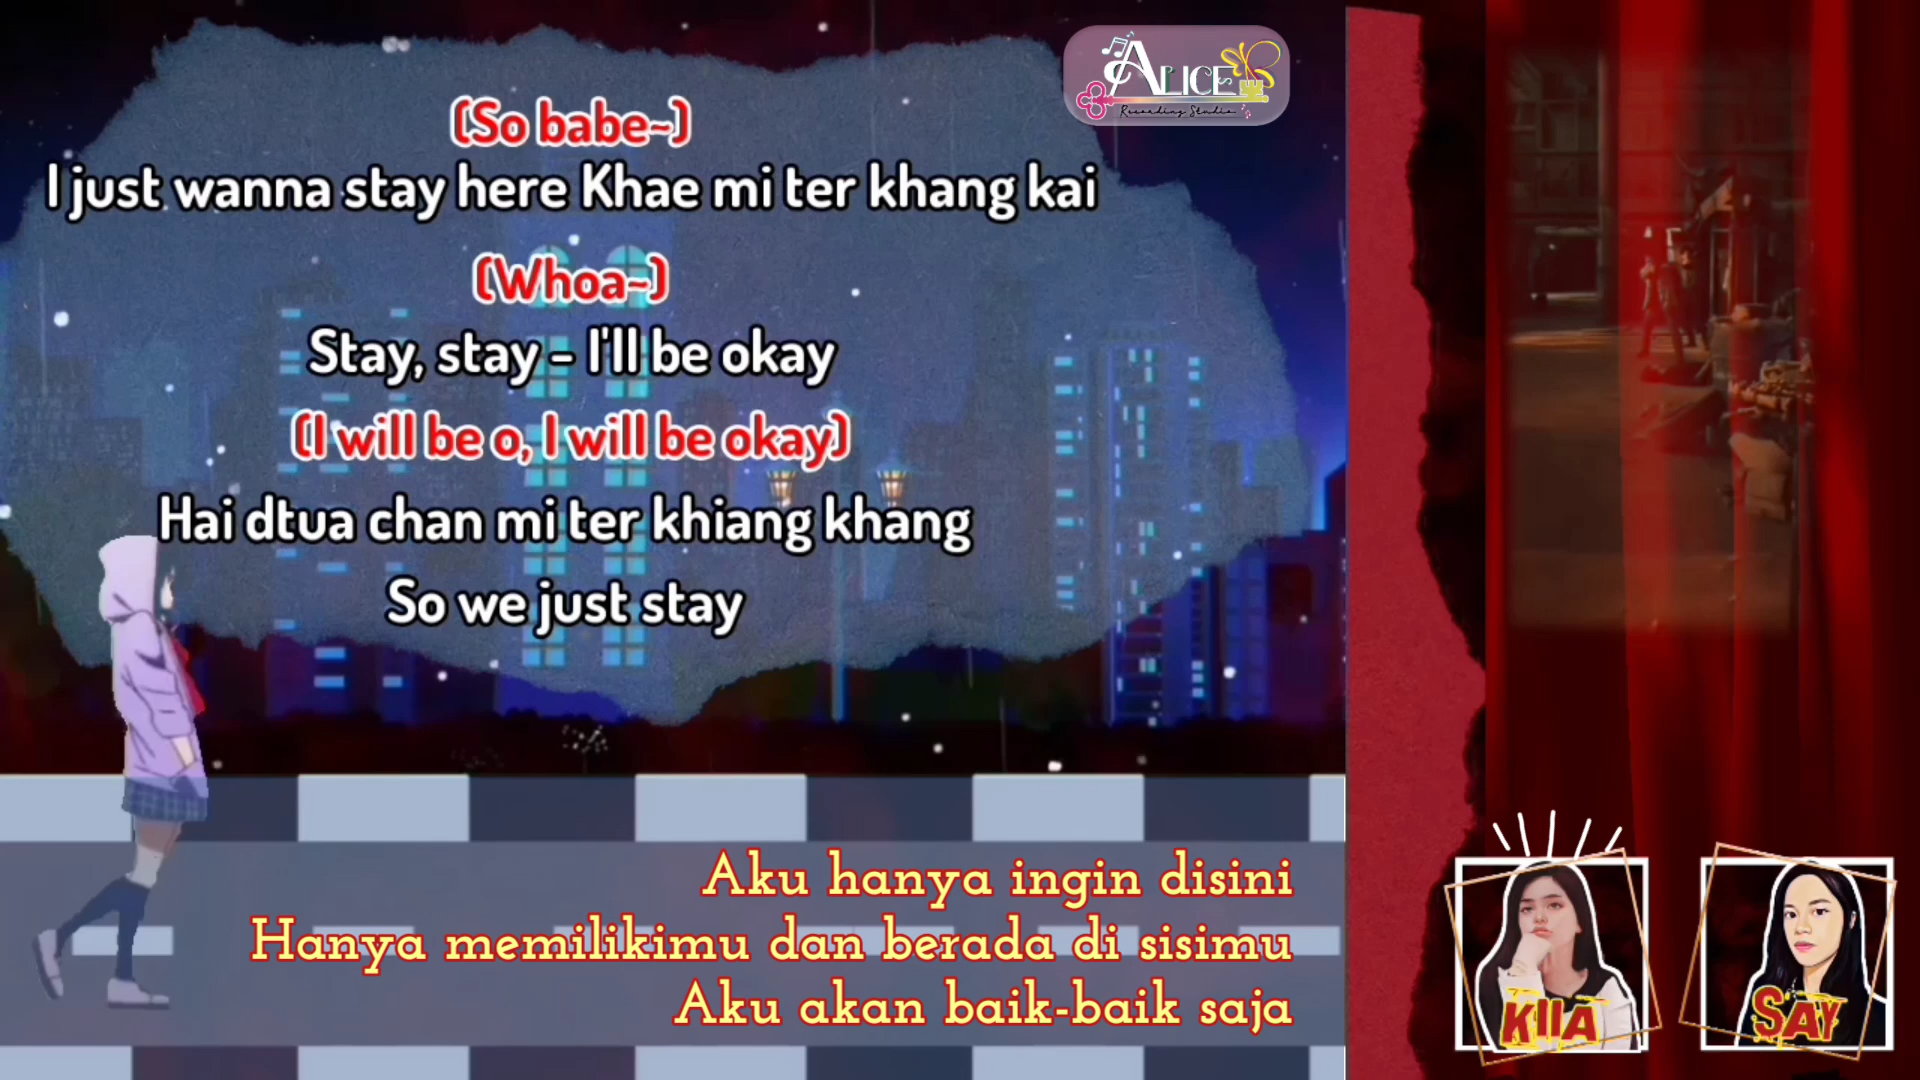 ALICE
Recording Studio
(So babe~)
I just wanna stay here Khae mi ter khang kai
(Whoa~)
Stay, stay – I'll be okay
(I will be o, I will be okay)
Hai dtua chan mi ter khiang khang
So we just stay
Aku hanya ingin disini
Hanya memilikimu dan berada di sisimu
Aku akan baik-baik saja
KIIA
SAY